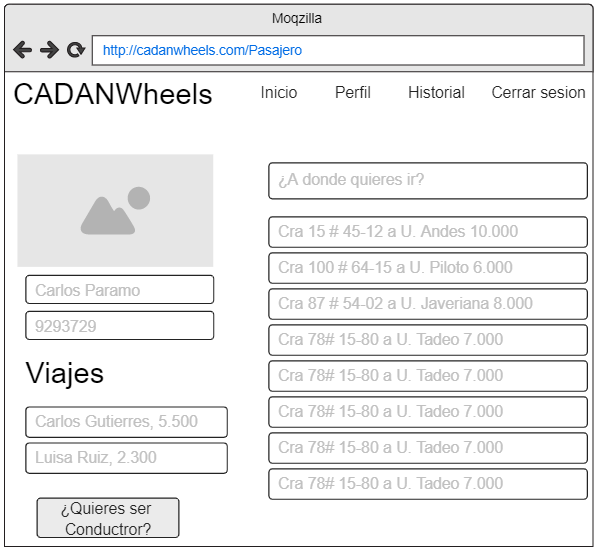 Moqzilla
http://cadanwheels.com/Pasajero
CADANWheels
Inicio
Perfil
Historial
Cerrar sesion
Carlos Paramo
9293729
Viajes
Carlos Gutierres, 5.500
Luisa Ruiz, 2.300
¿Quieres ser
Conductror?
¿A donde quieres ir?
Cra 15 # 45-12 a U. Andes 10.000
Cra 100 # 64-15 a U. Piloto 6.000
Cra 87 # 54-02 a U. Javeriana 8.000
Cra 78# 15-80 a U. Tadeo 7.000
Cra 78# 15-80 a U. Tadeo 7.000
Cra 78# 15-80 a U. Tadeo 7.000
Cra 78# 15-80 a U. Tadeo 7.000
Cra 78# 15-80 a U. Tadeo 7.000